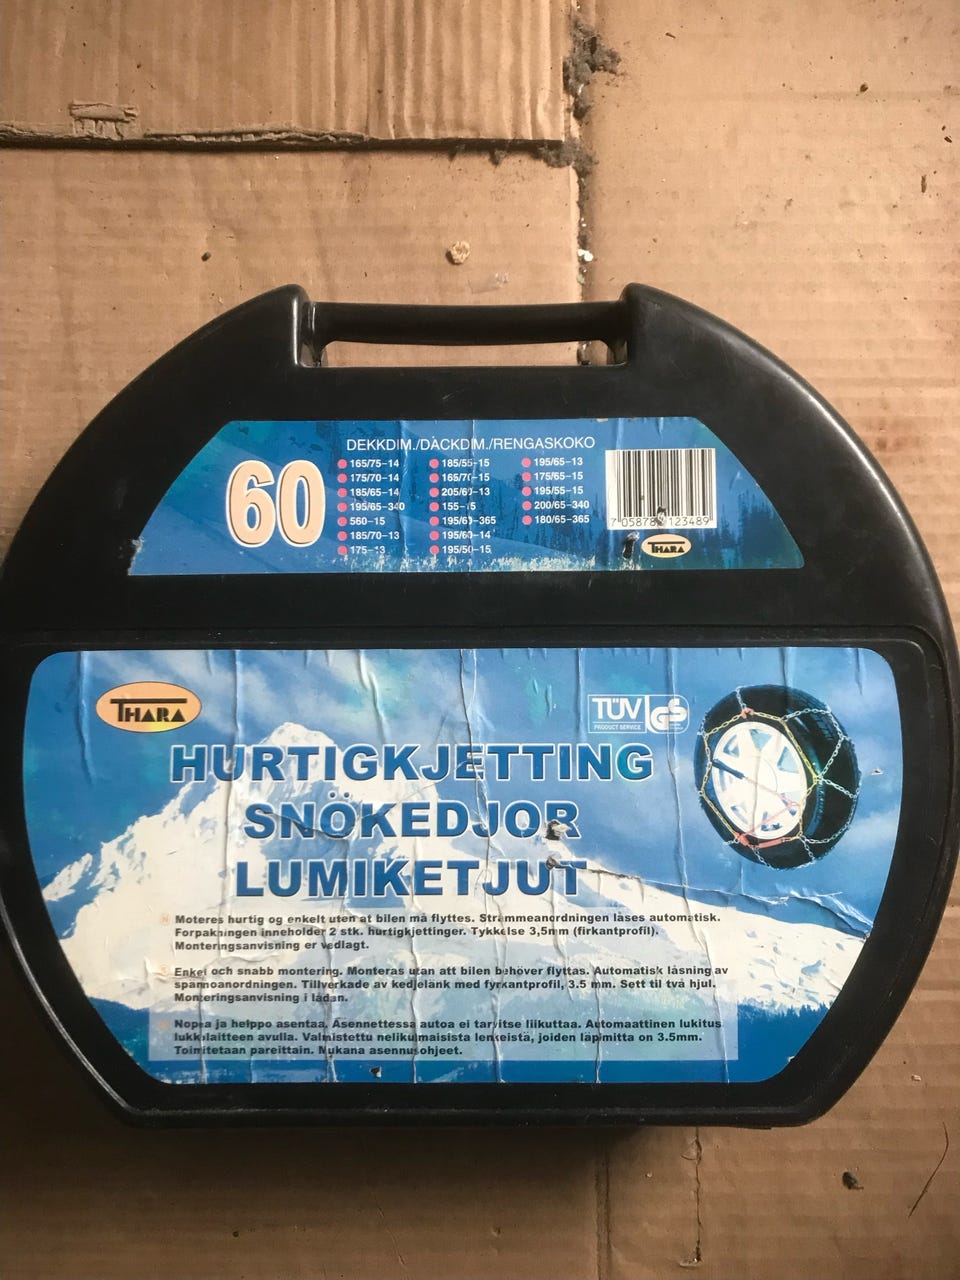 DEKKDIM./DÄCKDIM./RENGASKOKO
60
165/75-14
175/70-14
185/65-14
195/65-340
560-15
185/70-13
175-13
185/55-15
205/60-13
195/60-365
195/60-14
195/50-15
195/65-13
175/65-15
195/55-15
200/65-340
180/65-365
7 05878 123489
THARA
THARA
TÜV
PRODUCT SERVICE
GS
HURTIGKJETTING
SNÖKEDJOR
LUMIKETJUT
N Moteres hurtig og enkelt uten at bilen må flyttes. Strammeanordningen låses automatisk.
Forpakningen inneholder 2 stk. hurtigkjettinger. Tykkelse 3,5mm (firkantprofil).
Monteringsanvisning er vedlagt.
S Enkel och snabb montering. Monteras utan att bilen behöver flyttas. Automatisk låsning av
spännoanordningen. Tillverkade av kedjelänk med fyrkantprofil, 3.5 mm. Sett til två hjul.
Monteringsanvisning i lådan.
Nopea ja helppo asentaa. Asennettessa autoa ei tarvitse liikuttaa. Automaattinen lukitus
lukkolaitteen avulla. Valmistettu nelikulmaisista lenkeistä, joiden läpimitta on 3.5mm.
Toimitetaan pareittain. Mukana asennusohjeet.